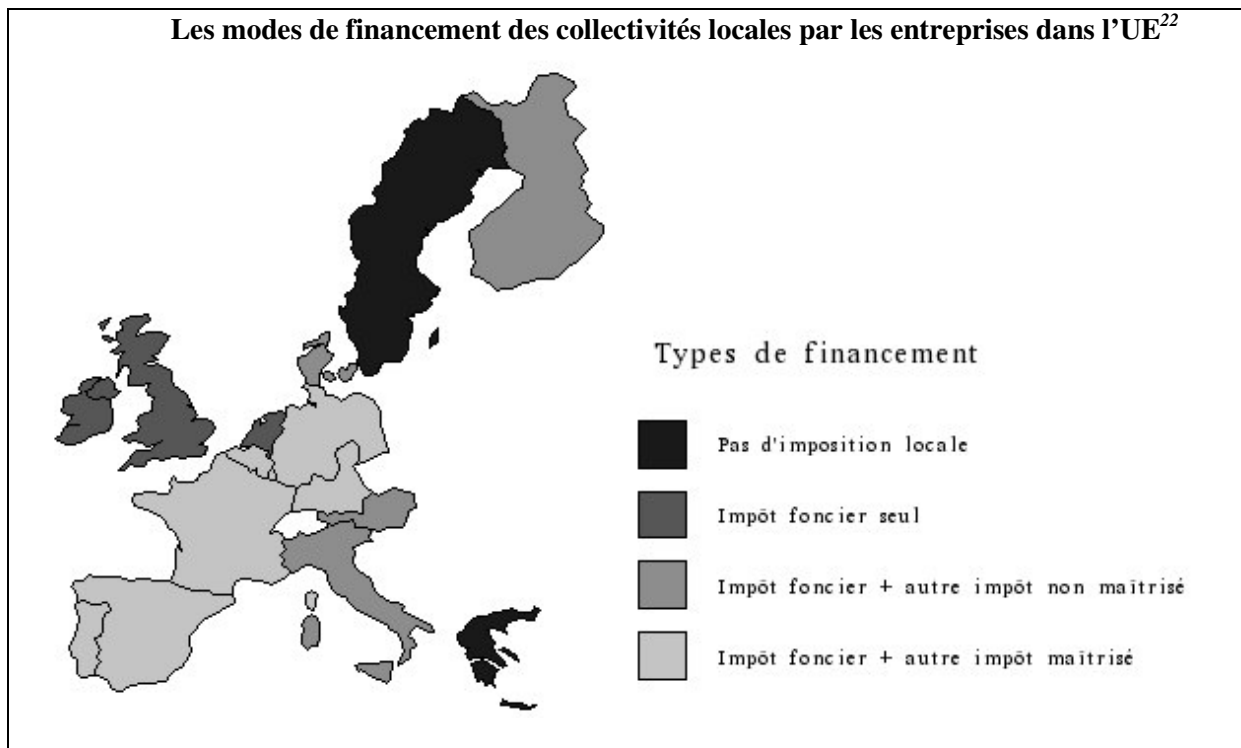 Les modes de financement des collectivités locales par les entreprises dans l'UE22
Types de financement
Pas d'imposition locale
Impôt foncier seul
Impôt foncier + autre impôt non maîtrisé
Impôt foncier + autre impôt maîtrisé